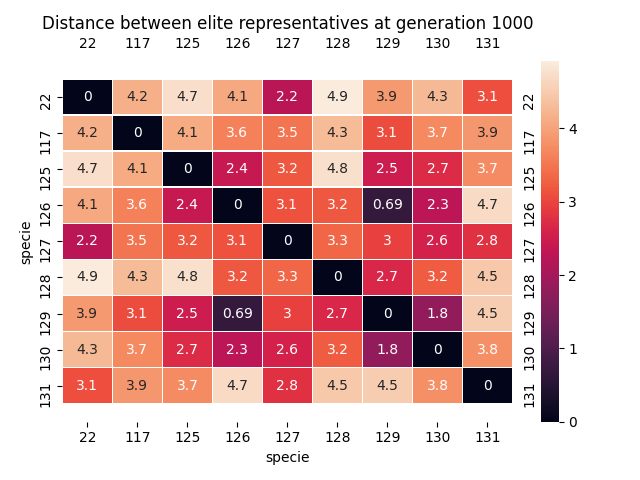 Distance between elite representatives at generation 1000
22 117 125 126 127 128 129 130 131
22 0 4.2 4.7 4.1 2.2 4.9 3.9 4.3 3.1 22
117 4.2 0 4.1 3.6 3.5 4.3 3.1 3.7 3.9 117
125 4.7 4.1 0 2.4 3.2 4.8 2.5 2.7 3.7 125
126 4.1 3.6 2.4 0 3.1 3.2 0.69 2.3 4.7 126
127 2.2 3.5 3.2 3.1 0 3.3 3 2.6 2.8 127
128 4.9 4.3 4.8 3.2 3.3 0 2.7 3.2 4.5 128
129 3.9 3.1 2.5 0.69 3 2.7 0 1.8 4.5 129
130 4.3 3.7 2.7 2.3 2.6 3.2 1.8 0 3.8 130
131 3.1 3.9 3.7 4.7 2.8 4.5 4.5 3.8 0 131
22 117 125 126 127 128 129 130 131
specie
specie
4
3
2
1
0